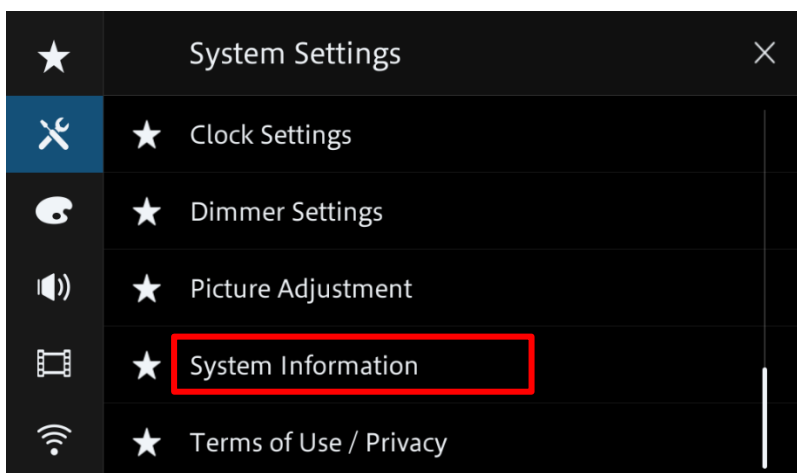 System Settings
Clock Settings
Dimmer Settings
Picture Adjustment
System Information
Terms of Use / Privacy